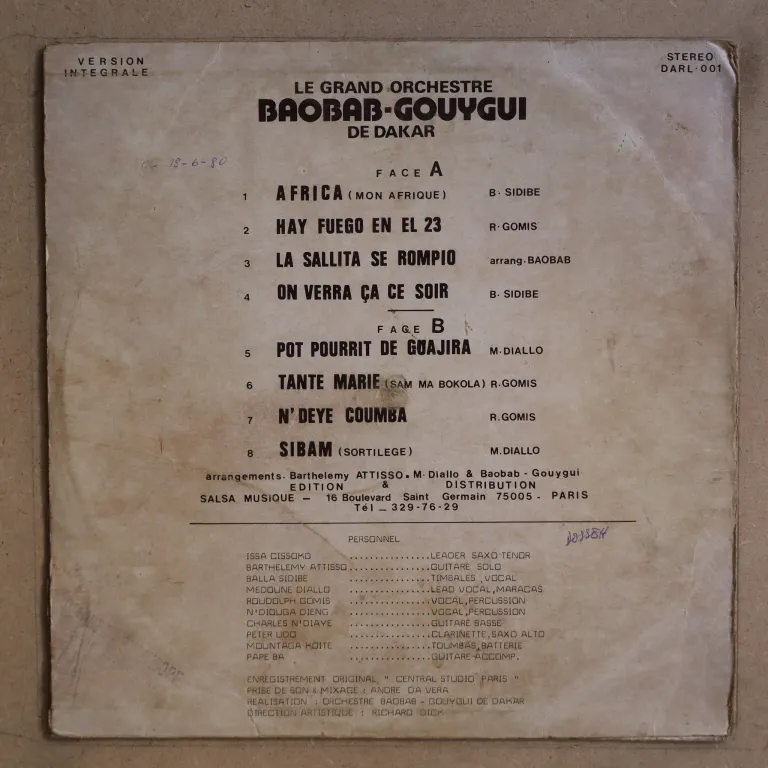 VERSION
INTEGRALE
STEREO
DARL·001
LE GRAND ORCHESTRE
BAOBAB-GOUYGUI
DE DAKAR
18-6-80
FACE A
1 AFRICA (MON AFRIQUE) B· SIDIBE
2 HAY FUEGO EN EL 23 R·GOMIS
3 LA SALLITA SE ROMPIO arrang.BAOBAB
4 ON VERRA ÇA CE SOIR B· SIDIBE
FACE B
5 POT POURRIT DE GUAJIRA M·DIALLO
6 TANTE MARIE (SAM MA BOKOLA) R.GOMIS
7 N'DEYE COUMBA R.GOMIS
8 SIBAM (SORTILEGE) M.DIALLO
arrangements. Barthelemy ATTISSO. M· Diallo & Baobab - Gouygui
EDITION & DISTRIBUTION
SALSA MUSIQUE – 16 Boulevard Saint Germain 75005 - PARIS
Tél _ 329-76-29
PERSONNEL
ISSA CISSOKO ................LEADER SAXO TENOR
BARTHELEMY ATTISSO................GUITARE SOLO
BALLA SIDIBE ................TIMBALES ,VOCAL
MEDOUNE DIALLO ................LEAD VOCAL,MARACAS
ROUDOLPH GOMIS ................VOCAL,PERCUSSION
N'DIOUGA DIENG ................VOCAL,PERCUSSION
CHARLES N'DIAYE ................GUITARE BASSE
PETER UDO ................CLARINETTE,SAXO ALTO
MOUNTAGA KOITE ................TOUMBAS,BATTERIE
PAPE BA ................GUITARE ACCOMP.
ENREGISTREMENT ORIGINAL " CENTRAL STUDIO PARIS "
PRISE DE SON & MIXAGE : ANDRE DA VERA
REALISATION : ORCHESTRE BAOBAB - GOUYGUI DE DAKAR
DIRECTION ARTISTIQUE : RICHARD DICK